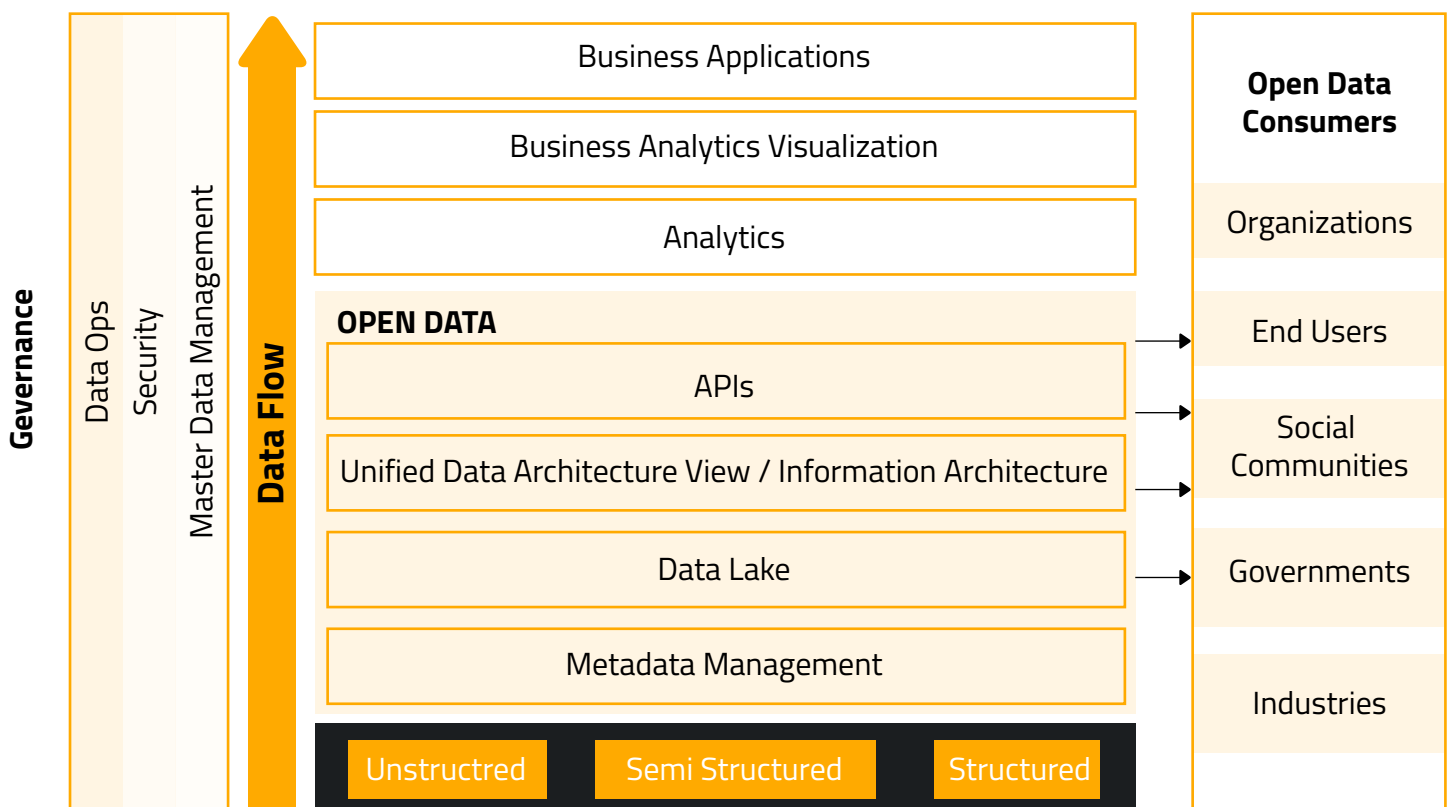 Gevernance
Data Ops
Security
Master Data Management
Data Flow
Business Applications
Business Analytics Visualization
Analytics
OPEN DATA
APIs
Unified Data Architecture View / Information Architecture
Data Lake
Metadata Management
Unstructred
Semi Structured
Structured
Open Data
Consumers
Organizations
End Users
Social
Communities
Governments
Industries